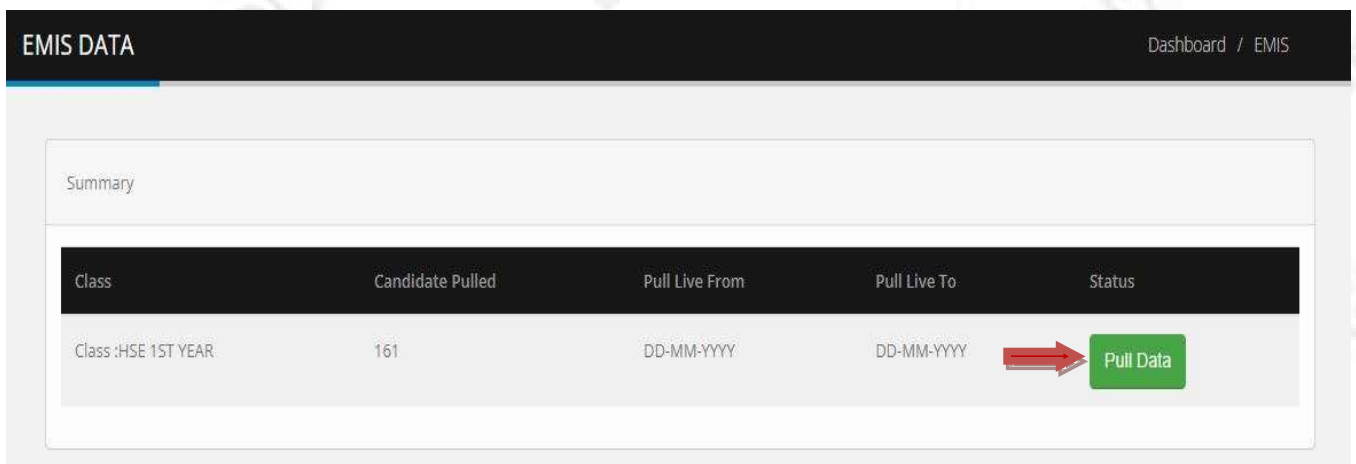 EMIS DATA
Dashboard / EMIS
Summary
Class Candidate Pulled Pull Live From Pull Live To Status
Class :HSE 1ST YEAR 161 DD-MM-YYYY DD-MM-YYYY Pull Data